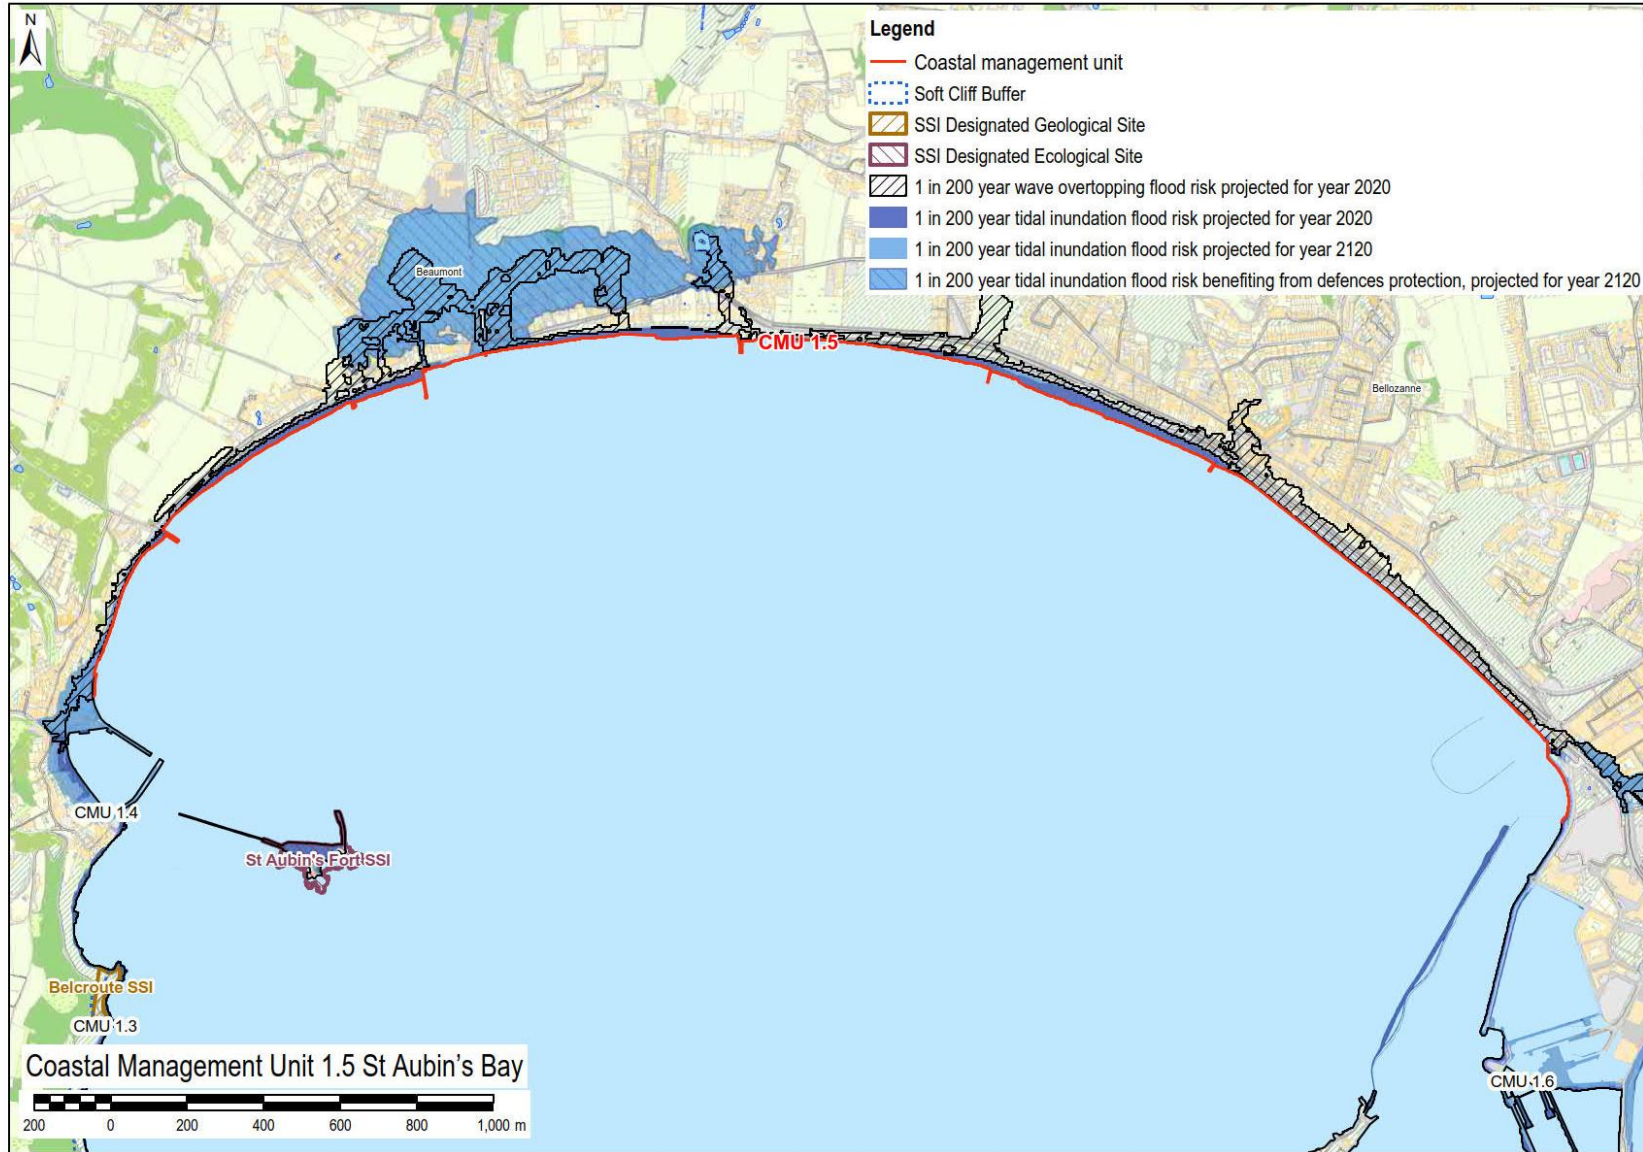 N
Legend
Coastal management unit
Soft Cliff Buffer
SSI Designated Geological Site
SSI Designated Ecological Site
1 in 200 year wave overtopping flood risk projected for year 2020
1 in 200 year tidal inundation flood risk projected for year 2020
1 in 200 year tidal inundation flood risk projected for year 2120
1 in 200 year tidal inundation flood risk benefiting from defences protection, projected for year 2120
Beaumont
CMU 1.5
Bellozanne
CMU 1.4
St Aubin's Fort SSI
Belcroute SSI
CMU 1.3
CMU 1.6
Coastal Management Unit 1.5 St Aubin's Bay
200 0 200 400 600 800 1,000 m